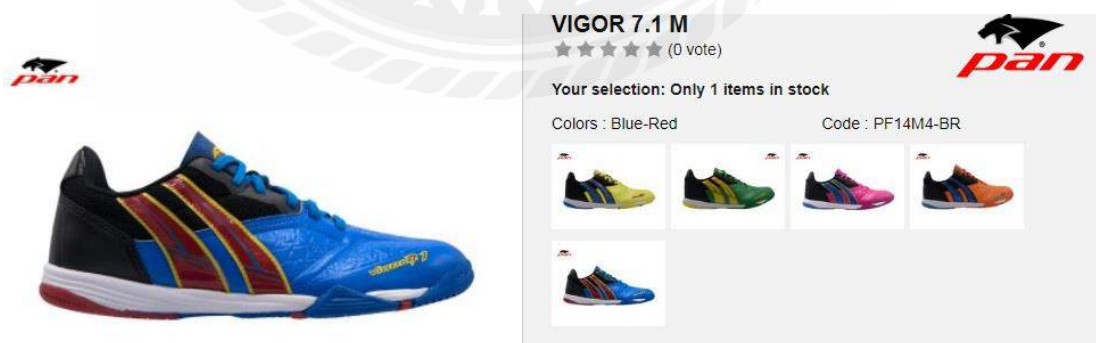 pan
VIGOR 7.1 M
(0 vote)
pan
Your selection: Only 1 items in stock
Colors : Blue-Red
Code : PF14M4-BR